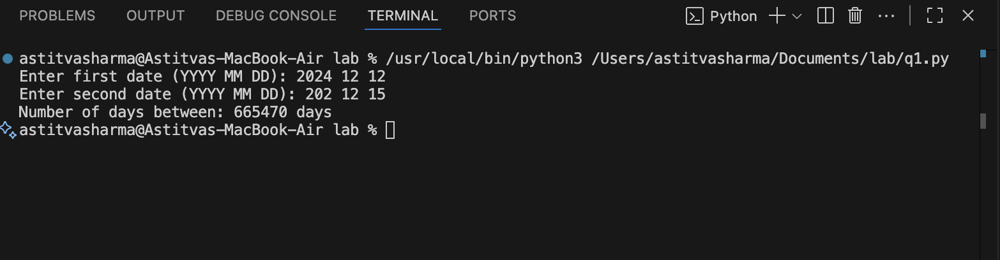 PROBLEMS OUTPUT DEBUG CONSOLE TERMINAL PORTS Python
astitvasharma@Astitvas-MacBook-Air lab % /usr/local/bin/python3 /Users/astitvasharma/Documents/lab/q1.py
Enter first date (YYYY MM DD): 2024 12 12
Enter second date (YYYY MM DD): 202 12 15
Number of days between: 665470 days
astitvasharma@Astitvas-MacBook-Air lab %